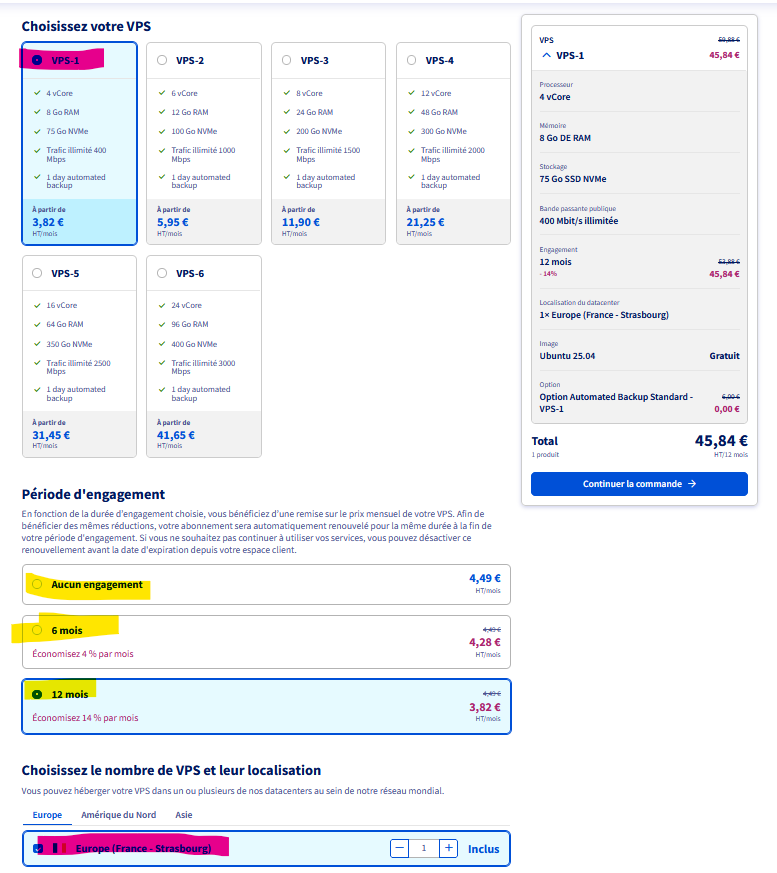 Choisissez votre VPS
VPS-1
4 vCore
8 Go RAM
75 Go NVMe
Trafic illimité 400
Mbps
1 day automated
backup
À partir de
3,82 €
HT/mois
VPS-2
6 vCore
12 Go RAM
100 Go NVMe
Trafic illimité 1000
Mbps
1 day automated
backup
À partir de
5,95 €
HT/mois
VPS-3
8 vCore
24 Go RAM
200 Go NVMe
Trafic illimité 1500
Mbps
1 day automated
backup
À partir de
11,90 €
HT/mois
VPS-4
12 vCore
48 Go RAM
300 Go NVMe
Trafic illimité 2000
Mbps
1 day automated
backup
À partir de
21,25 €
HT/mois
VPS-5
16 vCore
64 Go RAM
350 Go NVMe
Trafic illimité 2500
Mbps
1 day automated
backup
À partir de
31,45 €
HT/mois
VPS-6
24 vCore
96 Go RAM
400 Go NVMe
Trafic illimité 3000
Mbps
1 day automated
backup
À partir de
41,65 €
HT/mois
Période d'engagement
En fonction de la durée d'engagement choisie, vous bénéficiez d'une remise sur le prix mensuel de votre VPS. Afin de
bénéficier des mêmes réductions, votre abonnement sera automatiquement renouvelé pour la même durée à la fin de
votre période d'engagement. Si vous ne souhaitez pas continuer à utiliser vos services, vous pouvez désactiver ce
renouvellement avant la date d'expiration depuis votre espace client.
Aucun engagement
4,49 €
HT/mois
6 mois
Économisez 4 % par mois
4,49 €
4,28 €
HT/mois
12 mois
Économisez 14 % par mois
4,49 €
3,82 €
HT/mois
Choisissez le nombre de VPS et leur localisation
Vous pouvez héberger votre VPS dans un ou plusieurs de nos datacenters au sein de notre réseau mondial.
Europe Amérique du Nord Asie
Europe (France - Strasbourg)
1
Inclus
VPS
59,88 €
VPS-1
45,84 €
Processeur
4 vCore
Mémoire
8 Go DE RAM
Stockage
75 Go SSD NVMe
Bande passante publique
400 Mbit/s illimitée
Engagement
12 mois
53,88 €
- 14%
45,84 €
Localisation du datacenter
1× Europe (France - Strasbourg)
Image
Ubuntu 25.04
Gratuit
Option
Option Automated Backup Standard -
VPS-1
6,00 €
0,00 €
Total
45,84 €
1 produit
HT/12 mois
Continuer la commande →